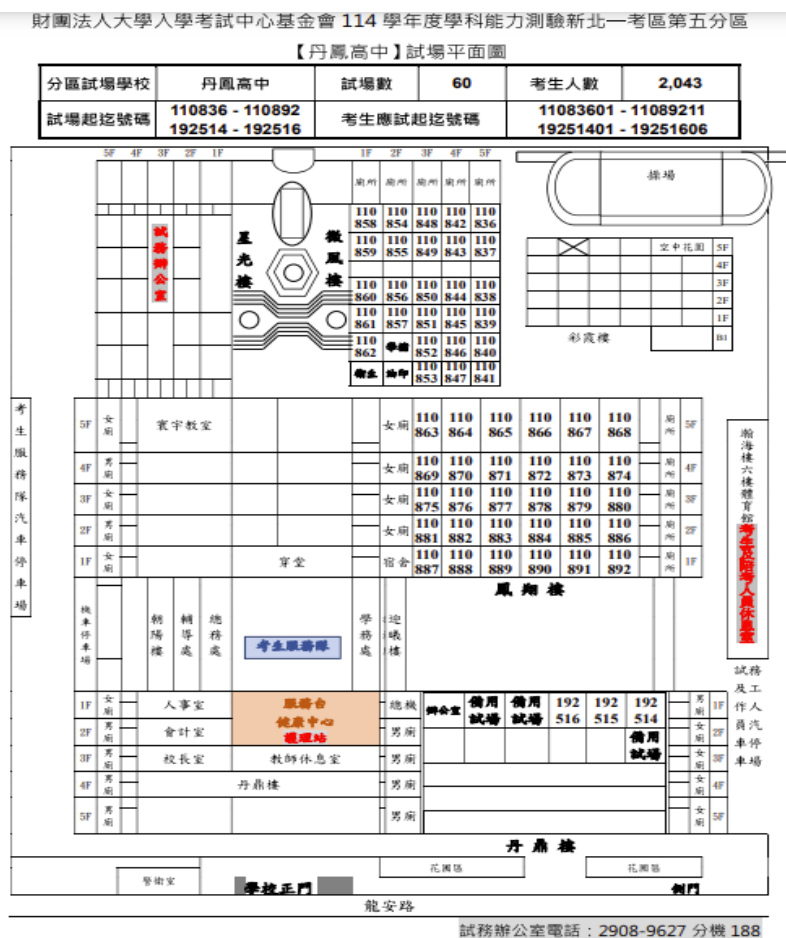 財團法人大學入學考試中心基金會 114 學年度學科能力測驗新北一考區第五分區
【丹鳳高中】試場平面圖
分區試場學校 丹鳳高中 試場數 60 考生人數 2,043
試場起迄號碼 110836 - 110892 192514 - 192516 考生應試起迄號碼 11083601 - 11089211 19251401 - 19251606
5F 4F 3F 2F 1F 1F 2F 3F 4F 5F
操場
廁所 廁所 廁所 廁所 廁所
試務辦公室
星光樓
微風樓
110 858 110 854 110 848 110 842 110 836
110 859 110 855 110 849 110 843 110 837
110 860 110 856 110 850 110 844 110 838
110 861 110 857 110 851 110 845 110 839
110 862 110 852 110 846 110 840
110 853 110 847 110 841
空中花園 5F
4F
3F
2F
1F
彩霞樓 B1
考生服務隊汽車停車場
5F 女廁 寰宇教室 女廁 110 863 110 864 110 865 110 866 110 867 110 868 廁所 5F
4F 男廁 女廁 110 869 110 870 110 871 110 872 110 873 110 874 廁所 4F
3F 女廁 女廁 110 875 110 876 110 877 110 878 110 879 110 880 廁所 3F
2F 男廁 女廁 110 881 110 882 110 883 110 884 110 885 110 886 廁所 2F
1F 女廁 穿堂 宿舍 110 887 110 888 110 889 110 890 110 891 110 892 廁所 1F
瀚海樓六樓體育館考生及陪考人員休息室
鳳翔樓
機車停車場
朝陽樓
輔導處
總務處
考生服務隊
學務處
迎曦樓
試務及工作人員汽車停車場
1F 女廁 人事室 服務台 總機 辦公室 備用試場 備用試場 192 516 192 515 192 514 男廁 1F
2F 男廁 會計室 健康中心 護理站 男廁 備用試場 女廁 2F
3F 男廁 校長室 教師休息室 男廁 女廁 3F
4F 男廁 丹鼎樓 男廁 女廁 4F
5F 男廁 男廁 女廁 5F
丹鼎樓
花園區 花園區
警衛室 學校正門 側門
龍安路
試務辦公室電話：2908-9627 分機 188